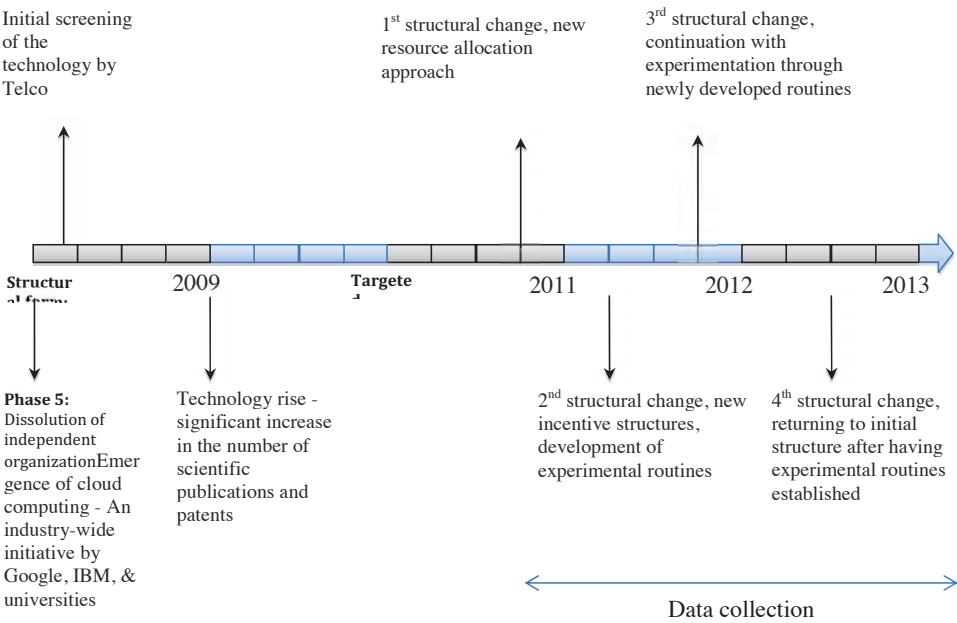 Initial screening
of the
technology by
Telco
1st structural change, new
resource allocation
approach
3rd structural change,
continuation with
experimentation through
newly developed routines
Structur
al form:
2009
Targete
2011
2012
2013
Phase 5:
Dissolution of
independent
organizationEmer
gence of cloud
computing - An
industry-wide
initiative by
Google, IBM, &
universities
Technology rise -
significant increase
in the number of
scientific
publications and
patents
2nd structural change, new
incentive structures,
development of
experimental routines
4th structural change,
returning to initial
structure after having
experimental routines
established
Data collection